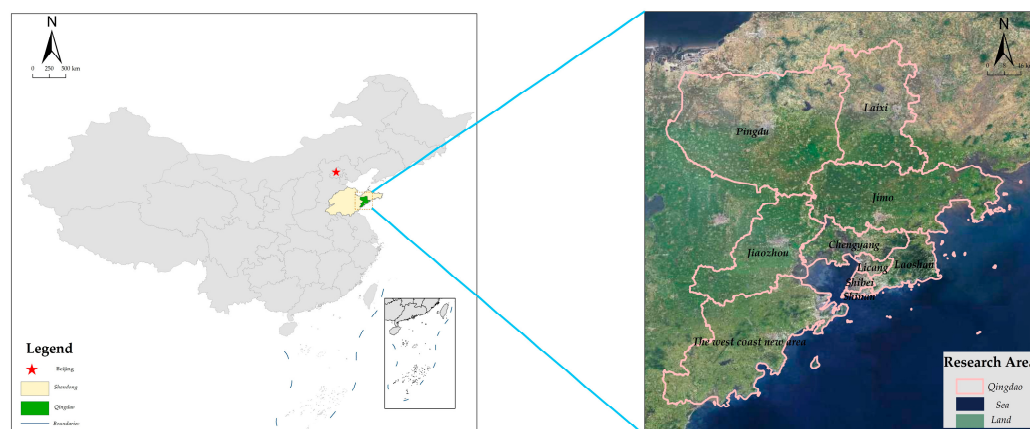 N
0 250 500 km
Legend
Beijing
Shandong
Qingdao
Boundaries
N
Laixi
Pingdu
Jimo
Chengyang
Jiaozhou
Laoshan
Licang
Shibei
The west coast new area
Research Area
Qingdao
Sea
Land